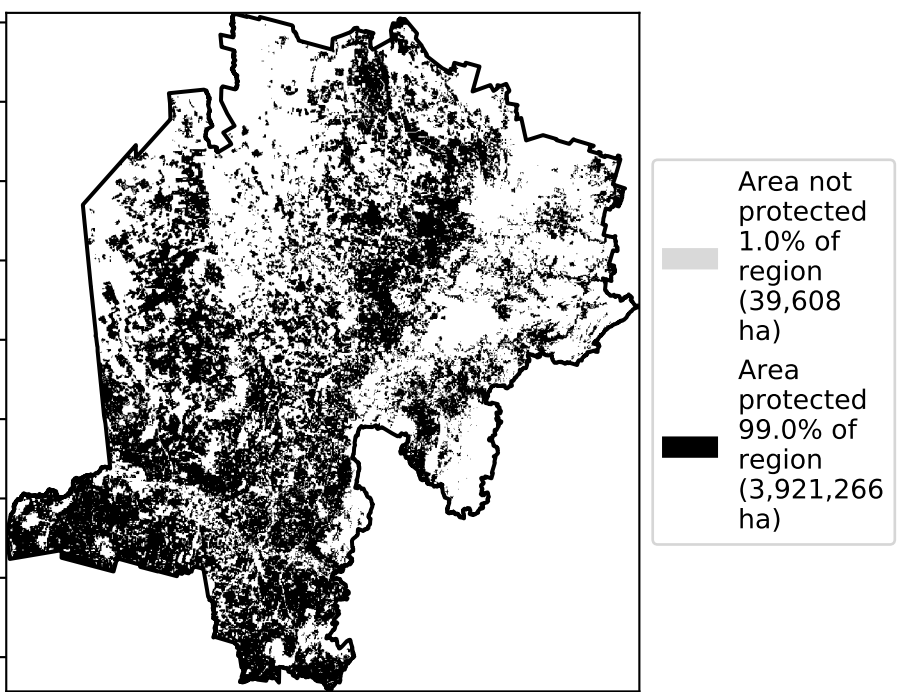 Area not
protected
1.0% of
region
(39,608
ha)
Area
protected
99.0% of
region
(3,921,266
ha)